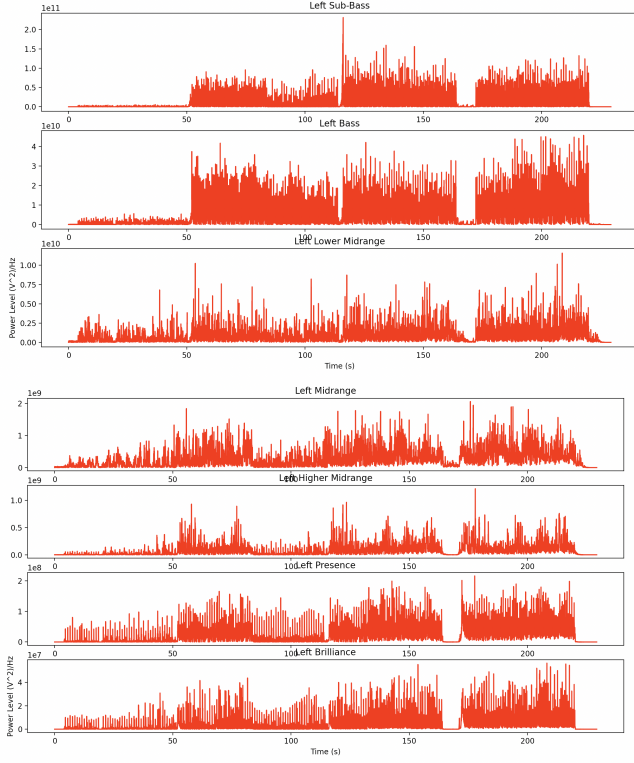 Left Sub-Bass
1e11
2.0
1.5
1.0
0.5
0.0
0 50 100 150 200
Left Bass
1e10
4
3
2
1
0
0 50 100 150 200
Left Lower Midrange
1e10
1.00
0.75
0.50
0.25
0.00
Power Level (V^2)/Hz
0 50 100 150 200
Time (s)
Left Midrange
1e9
2
1
0
0 50 100 150 200
Left Higher Midrange
1e9
1.0
0.5
0.0
0 50 100 150 200
Left Presence
1e8
2
1
0
0 50 100 150 200
Left Brilliance
1e7
4
2
0
Power Level (V^2)/Hz
0 50 100 150 200
Time (s)